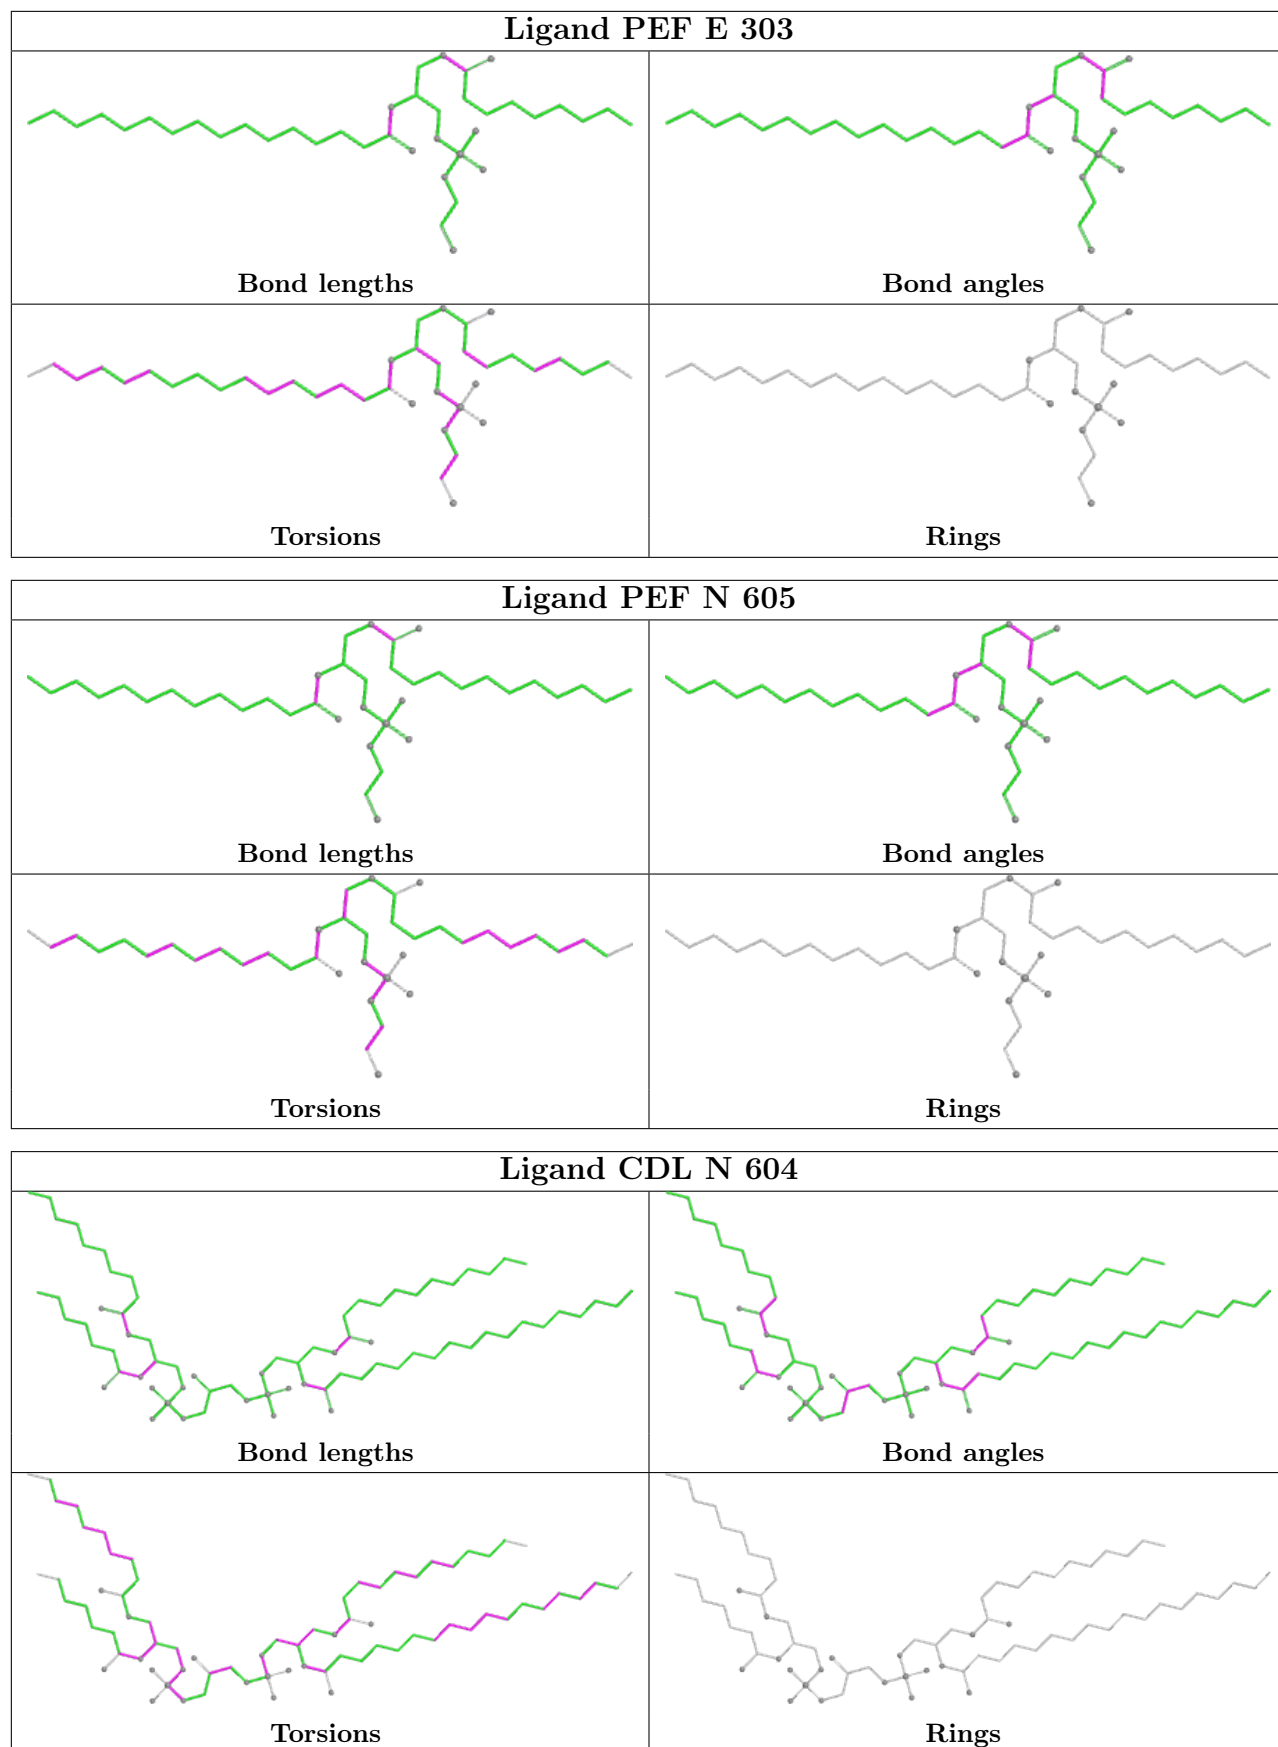 Ligand PEF E 303
Bond lengths
Bond angles
Torsions
Rings
Ligand PEF N 605
Bond lengths
Bond angles
Torsions
Rings
Ligand CDL N 604
Bond lengths
Bond angles
Torsions
Rings